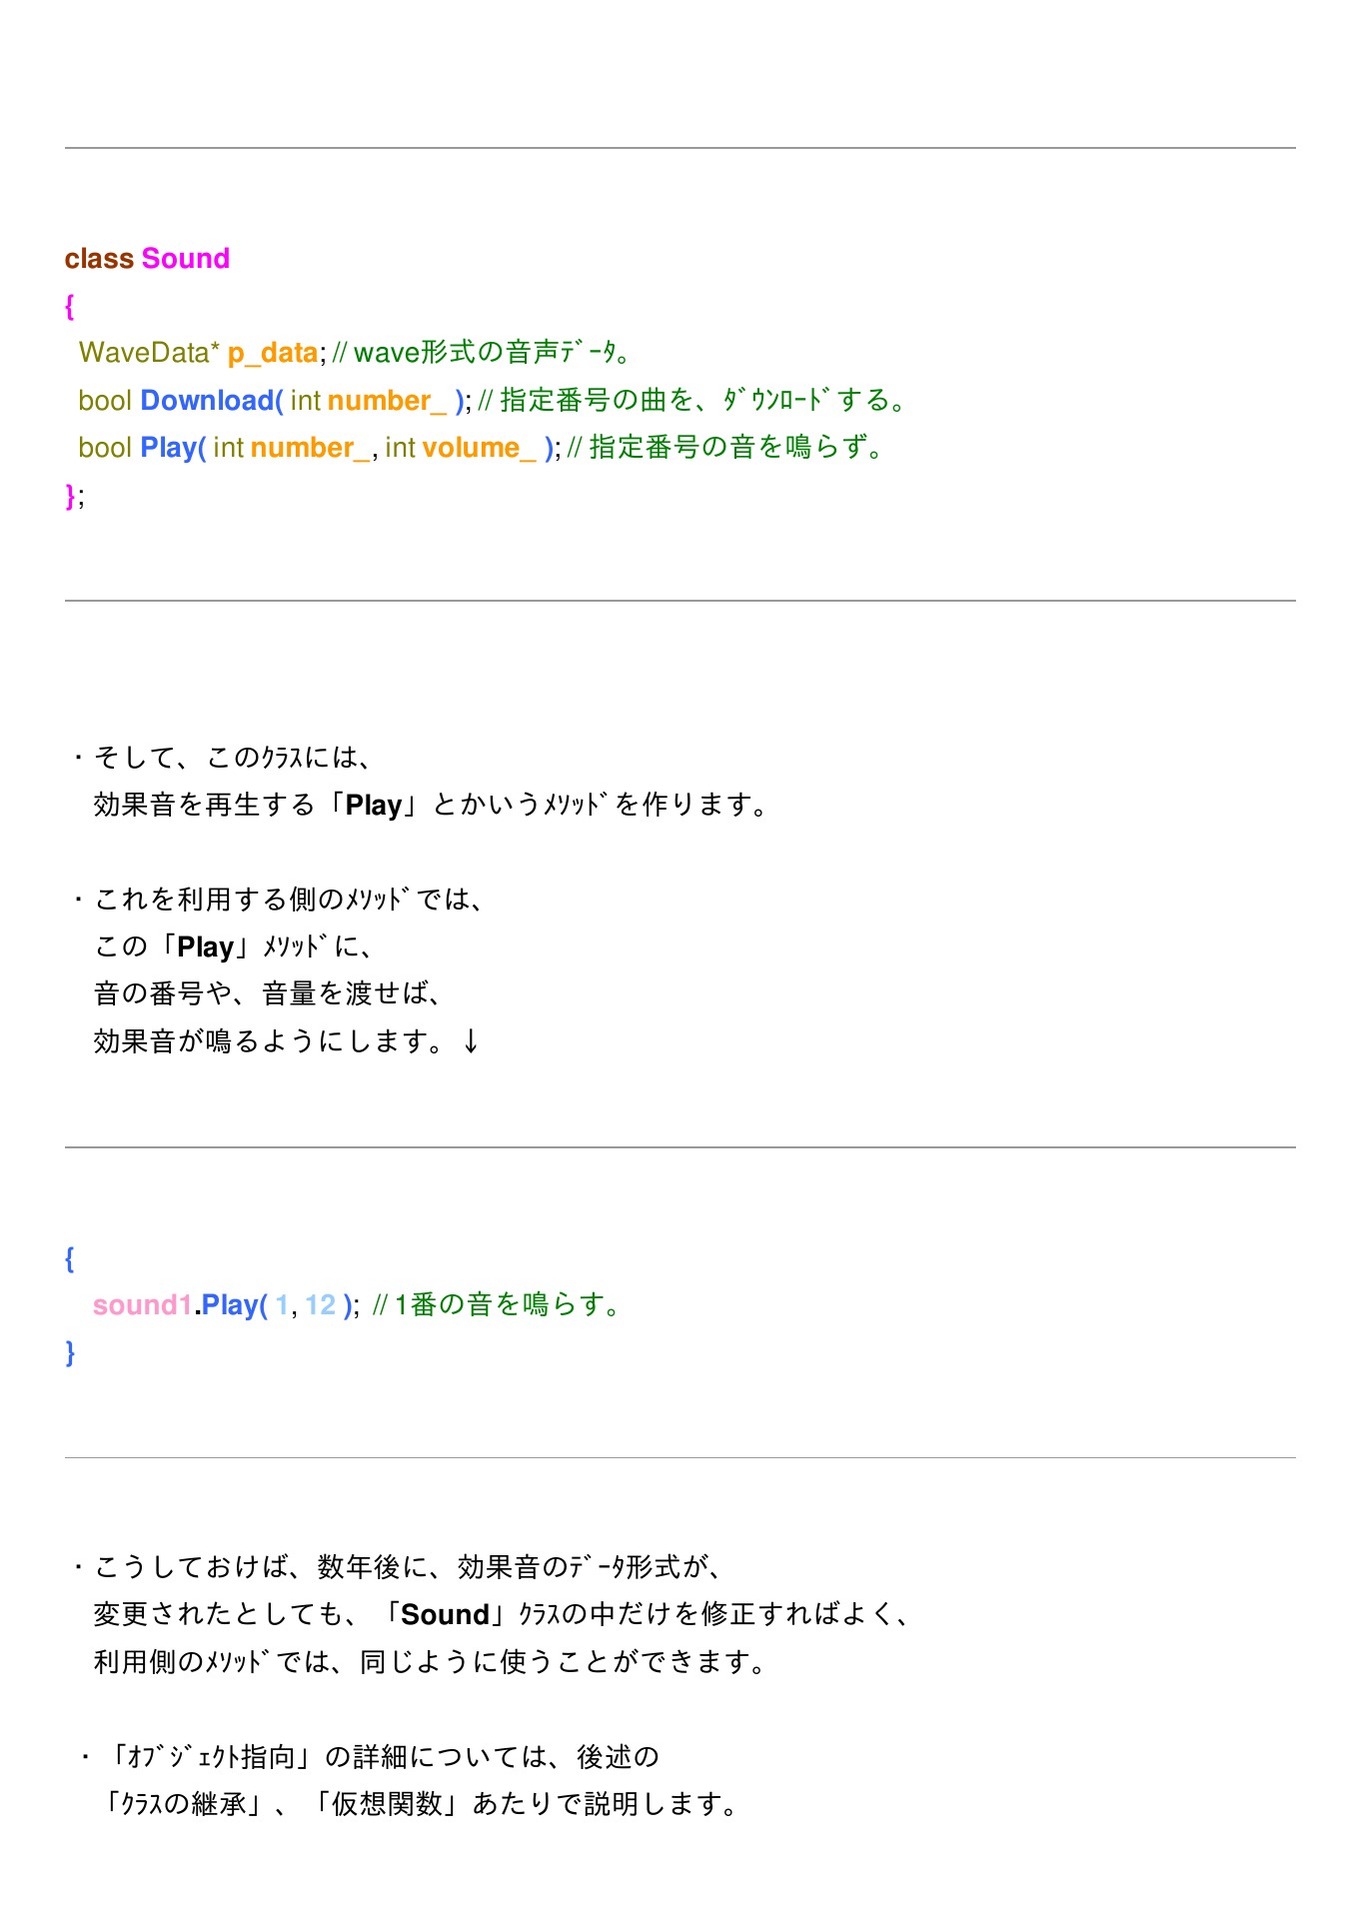 class Sound
{
WaveData* p_data; // wave形式の音声ﾃﾞｰﾀ。
bool Download( int number_ ); // 指定番号の曲を、ﾀﾞｳﾝﾛｰﾄﾞする。
bool Play( int number_, int volume_ ); // 指定番号の音を鳴らず。
};
・そして、このｸﾗｽには、
効果音を再生する「Play」とかいうﾒｿｯﾄﾞを作ります。
・これを利用する側のﾒｿｯﾄﾞでは、
この「Play」ﾒｿｯﾄﾞに、
音の番号や、音量を渡せば、
効果音が鳴るようにします。↓
{
sound1.Play( 1, 12 ); // 1番の音を鳴らす。
}
・こうしておけば、数年後に、効果音のﾃﾞｰﾀ形式が、
変更されたとしても、「Sound」ｸﾗｽの中だけを修正すればよく、
利用側のﾒｿｯﾄﾞでは、同じように使うことができます。
・「ｵﾌﾞｼﾞｪｸﾄ指向」の詳細については、後述の
「ｸﾗｽの継承」、「仮想関数」あたりで説明します。